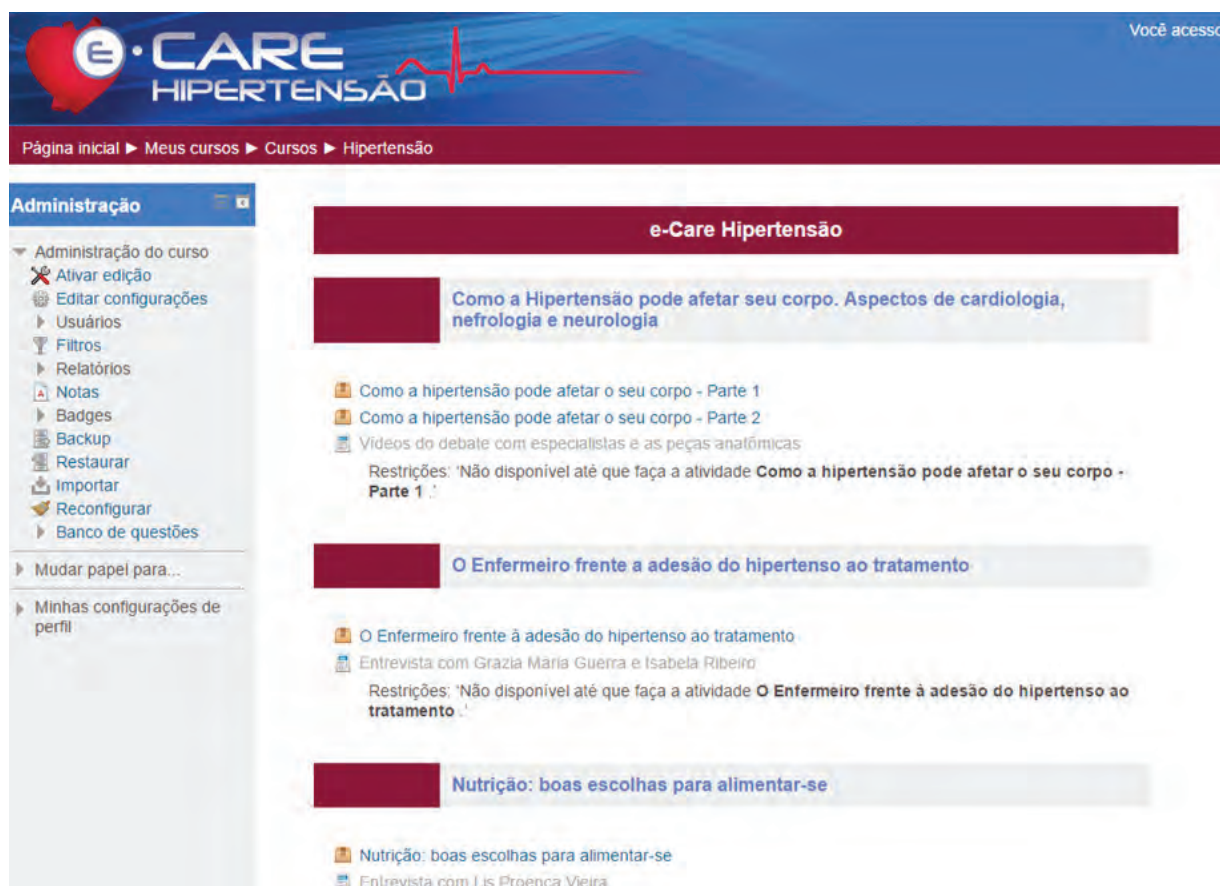 e·CARE
HIPERTENSÃO
Você acesso
Página inicial ► Meus cursos ► Cursos ► Hipertensão
Administração
Administração do curso
Ativar edição
Editar configurações
Usuários
Filtros
Relatórios
Notas
Badges
Backup
Restaurar
Importar
Reconfigurar
Banco de questões
Mudar papel para...
Minhas configurações de
perfil
e-Care Hipertensão
Como a Hipertensão pode afetar seu corpo. Aspectos de cardiologia,
nefrologia e neurologia
Como a hipertensão pode afetar o seu corpo - Parte 1
Como a hipertensão pode afetar o seu corpo - Parte 2
Vídeos do debate com especialistas e as peças anatômicas
Restrições: 'Não disponível até que faça a atividade Como a hipertensão pode afetar o seu corpo -
Parte 1 .'
O Enfermeiro frente a adesão do hipertenso ao tratamento
O Enfermeiro frente à adesão do hipertenso ao tratamento
Entrevista com Grazia Maria Guerra e Isabela Ribeiro
Restrições: 'Não disponível até que faça a atividade O Enfermeiro frente à adesão do hipertenso ao
tratamento .'
Nutrição: boas escolhas para alimentar-se
Nutrição: boas escolhas para alimentar-se
Entrevista com Lis Proença Vieira